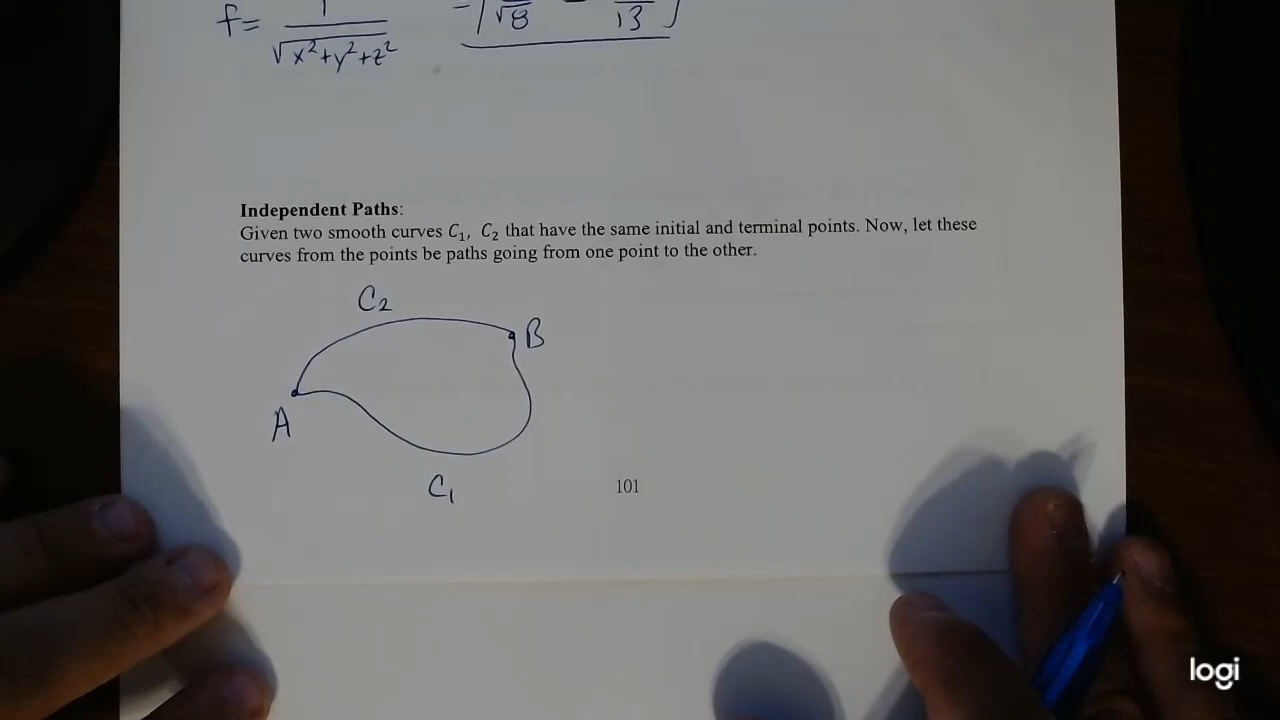 f= 1/√x²+y²+z² -[ /√8 - /13 ]
Independent Paths:
Given two smooth curves C₁, C₂ that have the same initial and terminal points. Now, let these
curves from the points be paths going from one point to the other.
C₂
B
A
C₁
101
logi